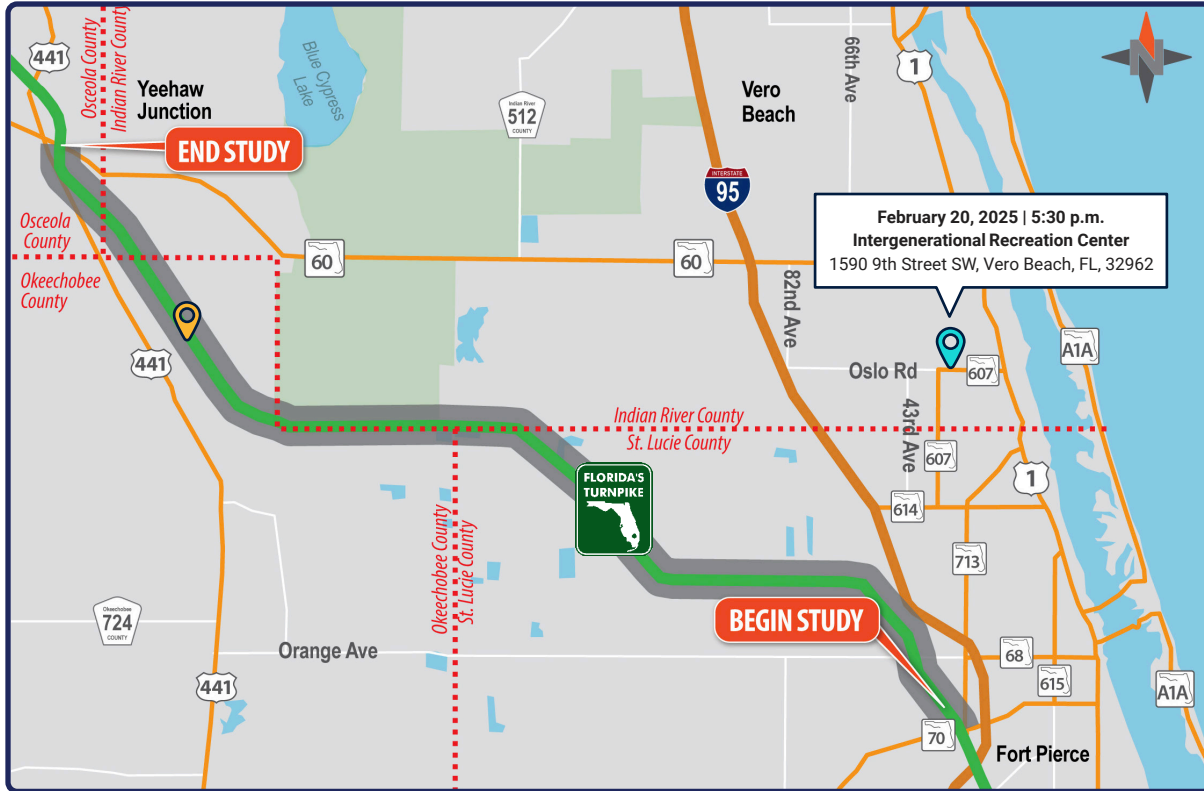 441
Osceola County
Indian River County
Yeehaw
Junction
Blue Cypress
Lake
Indian River
512
COUNTY
66th Ave
1
N
Vero
Beach
END STUDY
INTERSTATE
95
February 20, 2025 | 5:30 p.m.
Intergenerational Recreation Center
1590 9th Street SW, Vero Beach, FL, 32962
Osceola
County
60
60
Okeechobee
County
82nd Ave
441
Oslo Rd
607
A1A
43rd Ave
Indian River County
St. Lucie County
607
1
FLORIDA'S
TURNPIKE
614
713
Okeechobee County
St. Lucie County
Okeechobee
724
COUNTY
BEGIN STUDY
Orange Ave
68
615
441
A1A
70
Fort Pierce